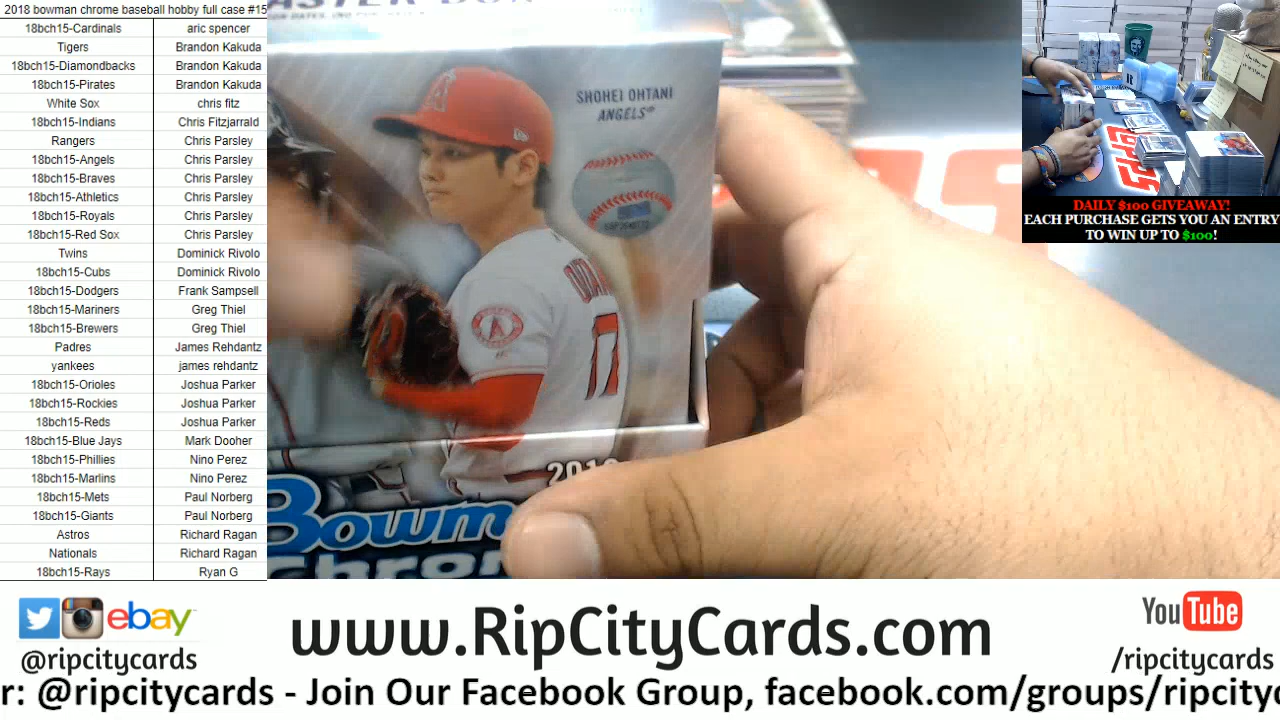 2018 bowman chrome baseball hobby full case #15
18bch15-Cardinals aric spencer
Tigers Brandon Kakuda
18bch15-Diamondbacks Brandon Kakuda
18bch15-Pirates Brandon Kakuda
White Sox chris fitz
18bch15-Indians Chris Fitzjarrald
Rangers Chris Parsley
18bch15-Angels Chris Parsley
18bch15-Braves Chris Parsley
18bch15-Athletics Chris Parsley
18bch15-Royals Chris Parsley
18bch15-Red Sox Chris Parsley
Twins Dominick Rivolo
18bch15-Cubs Dominick Rivolo
18bch15-Dodgers Frank Sampsell
18bch15-Mariners Greg Thiel
18bch15-Brewers Greg Thiel
Padres James Rehdantz
yankees james rehdantz
18bch15-Orioles Joshua Parker
18bch15-Rockies Joshua Parker
18bch15-Reds Joshua Parker
18bch15-Blue Jays Mark Dooher
18bch15-Phillies Nino Perez
18bch15-Marlins Nino Perez
18bch15-Mets Paul Norberg
18bch15-Giants Paul Norberg
Astros Richard Ragan
Nationals Richard Ragan
18bch15-Rays Ryan G
SHOHEI OHTANI
ANGELS®
17
Bowm
Chro
DAILY $100 GIVEAWAY!
EACH PURCHASE GETS YOU AN ENTRY
TO WIN UP TO $100!
ebay
@ripcitycards
www.RipCityCards.com
YouTube
/ripcitycards
r: @ripcitycards - Join Our Facebook Group, facebook.com/groups/ripcityc